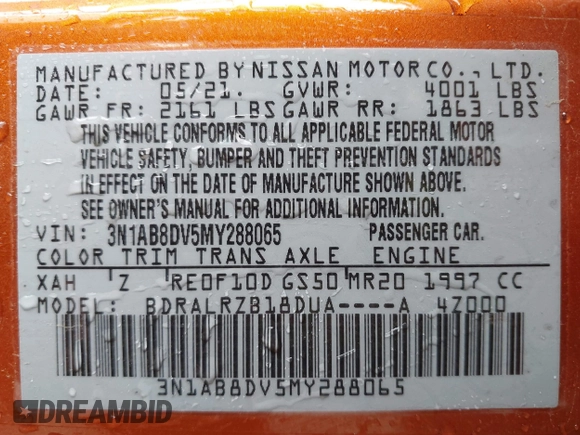 MANUFACTURED BY NISSAN MOTOR CO., LTD.
DATE: 05/21. GVWR: 4001 LBS
GAWR FR: 2161 LBS GAWR RR: 1863 LBS
THIS VEHICLE CONFORMS TO ALL APPLICABLE FEDERAL MOTOR
VEHICLE SAFETY, BUMPER AND THEFT PREVENTION STANDARDS
IN EFFECT ON THE DATE OF MANUFACTURE SHOWN ABOVE.
SEE OWNER'S MANUAL FOR ADDITIONAL INFORMATION.
VIN: 3N1AB8DV5MY288065 PASSENGER CAR.
COLOR TRIM TRANS AXLE ENGINE
XAH Z RE0F10D GS50 MR20 1997 CC
MODEL: BDRALRZB18DUA----A 4Z000
3N1AB8DV5MY288065
DREAMBID